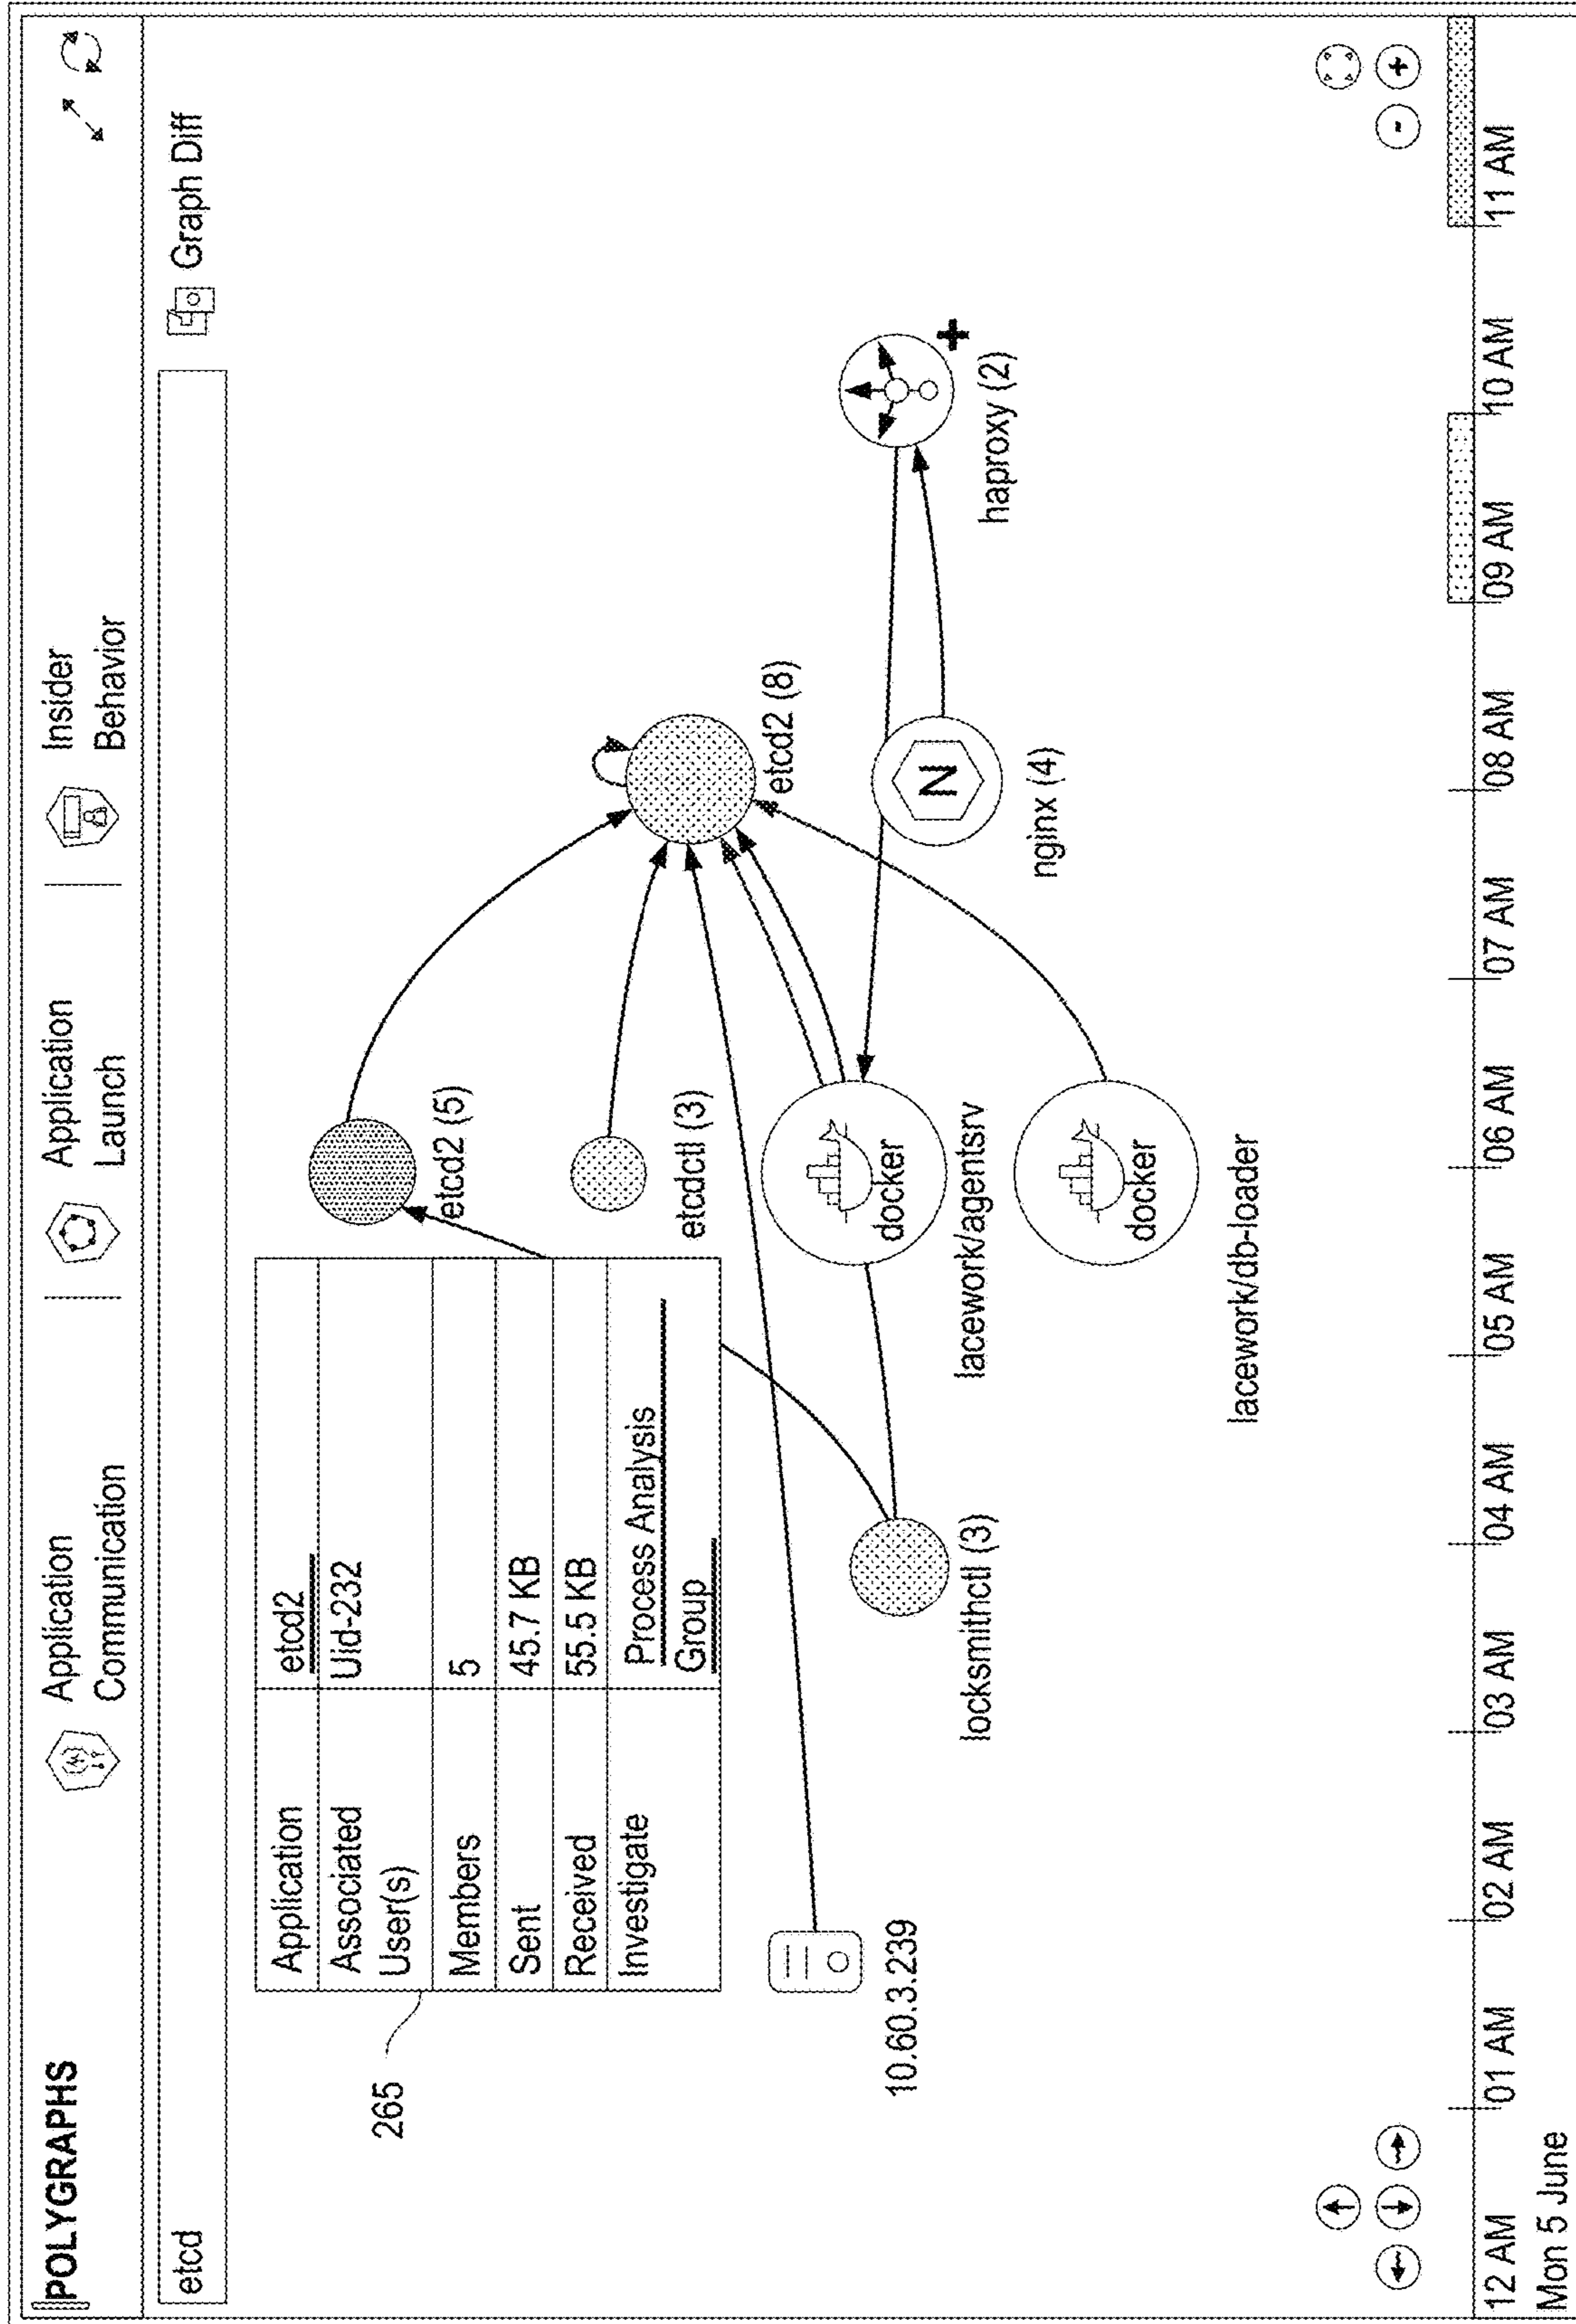 POLYGRAPHS
Application
Communication
Application
Launch
Insider
Behavior
etcd
Graph Diff
265
Application
etcd2
Associated
User(s)
Uid-232
Members
5
Sent
45.7 KB
Received
55.5 KB
Investigate
Process Analysis
Group
etcd2 (5)
etcdctl (3)
etcd2 (8)
10.60.3.239
locksmithctl (3)
docker
lacework/agentsrv
docker
lacework/db-loader
N
nginx (4)
haproxy (2)
12 AM
01 AM
02 AM
03 AM
04 AM
05 AM
06 AM
07 AM
08 AM
09 AM
10 AM
11 AM
Mon 5 June